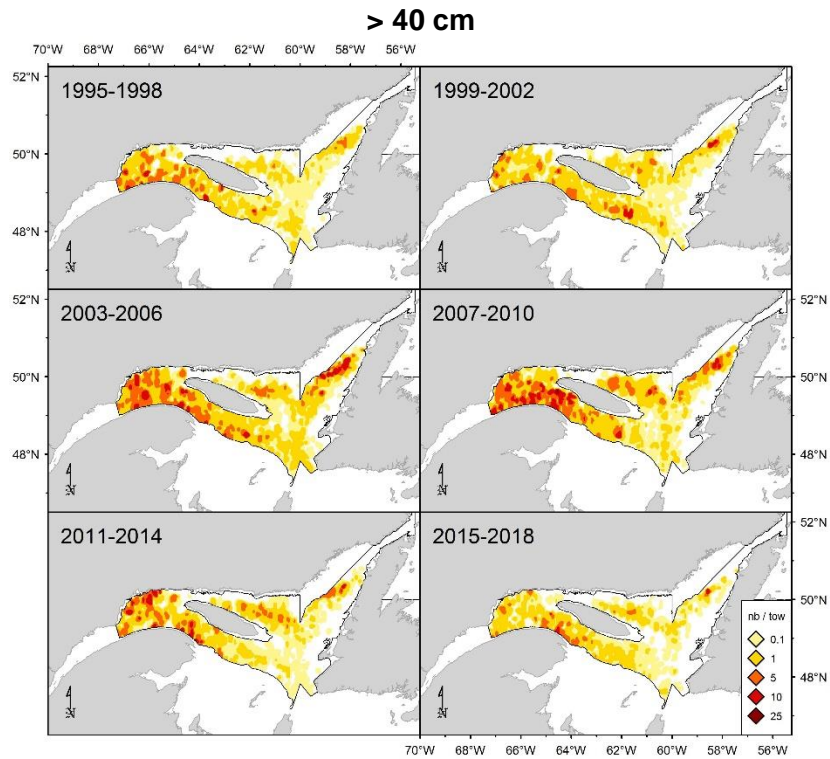 > 40 cm
70°W 68°W 66°W 64°W 62°W 60°W 58°W 56°W
52°N 1995-1998 1999-2002
50°N
48°N
N N
52°N 2003-2006 2007-2010 52°N
50°N 50°N
48°N 48°N
N N
2011-2014 2015-2018 52°N
50°N
nb / tow
0.1
1
5
10
25
48°N
N N
70°W 68°W 66°W 64°W 62°W 60°W 58°W 56°W